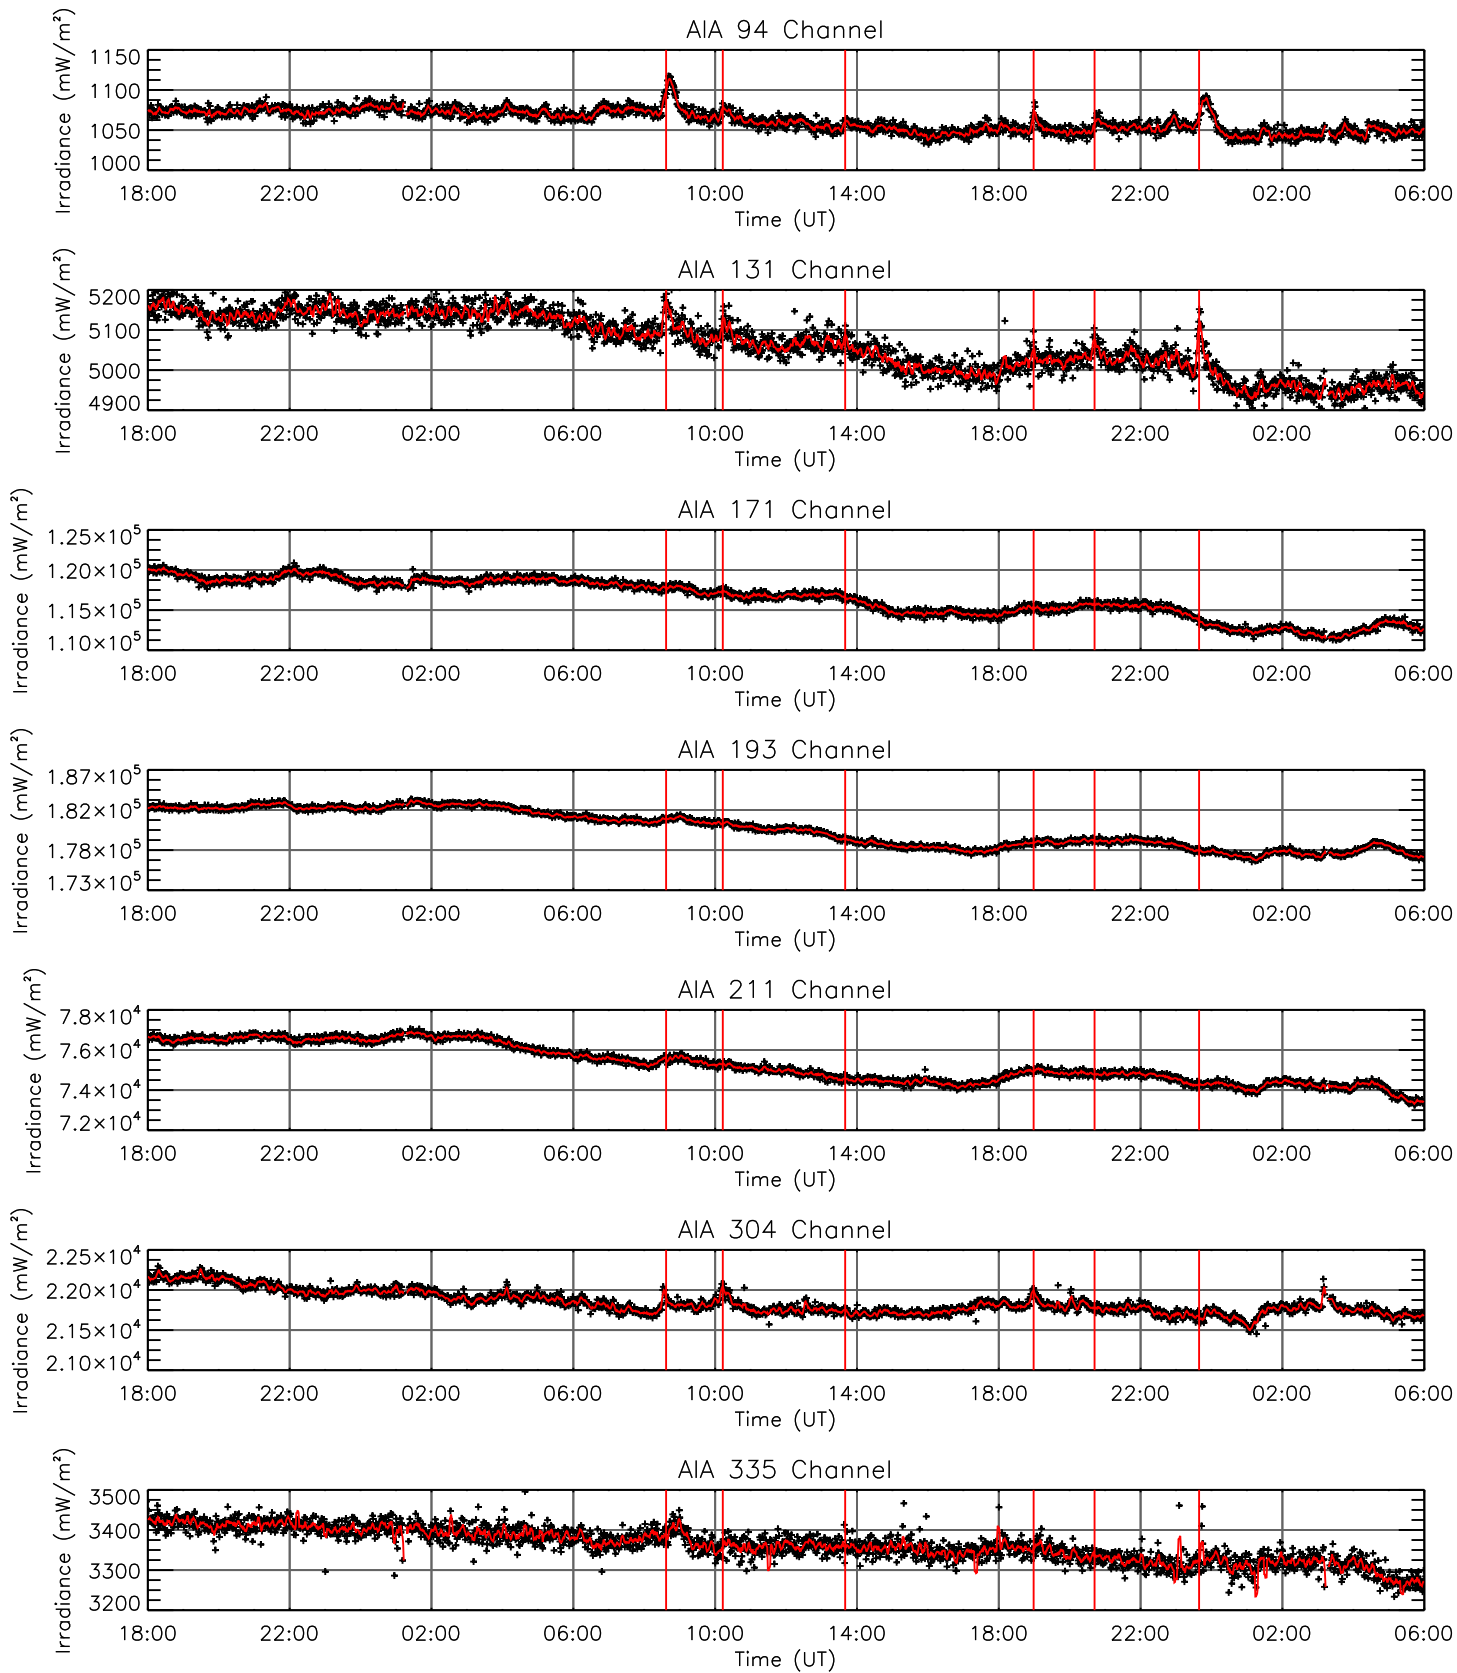 AIA 94 Channel
Irradiance (mW/m²)
1150
1100
1050
1000
18:00 22:00 02:00 06:00 10:00 14:00 18:00 22:00 02:00 06:00
Time (UT)
AIA 131 Channel
Irradiance (mW/m²)
5200
5100
5000
4900
18:00 22:00 02:00 06:00 10:00 14:00 18:00 22:00 02:00 06:00
Time (UT)
AIA 171 Channel
Irradiance (mW/m²)
1.25×10⁵
1.20×10⁵
1.15×10⁵
1.10×10⁵
18:00 22:00 02:00 06:00 10:00 14:00 18:00 22:00 02:00 06:00
Time (UT)
AIA 193 Channel
Irradiance (mW/m²)
1.87×10⁵
1.82×10⁵
1.78×10⁵
1.73×10⁵
18:00 22:00 02:00 06:00 10:00 14:00 18:00 22:00 02:00 06:00
Time (UT)
AIA 211 Channel
Irradiance (mW/m²)
7.8×10⁴
7.6×10⁴
7.4×10⁴
7.2×10⁴
18:00 22:00 02:00 06:00 10:00 14:00 18:00 22:00 02:00 06:00
Time (UT)
AIA 304 Channel
Irradiance (mW/m²)
2.25×10⁴
2.20×10⁴
2.15×10⁴
2.10×10⁴
18:00 22:00 02:00 06:00 10:00 14:00 18:00 22:00 02:00 06:00
Time (UT)
AIA 335 Channel
Irradiance (mW/m²)
3500
3400
3300
3200
18:00 22:00 02:00 06:00 10:00 14:00 18:00 22:00 02:00 06:00
Time (UT)